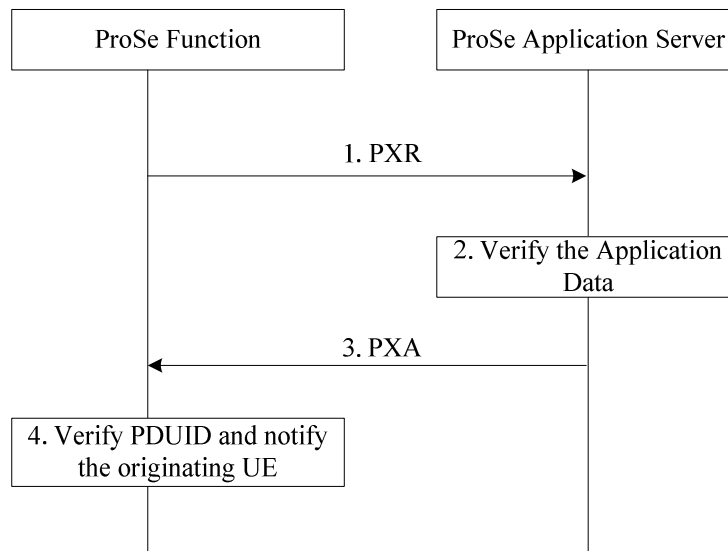 ProSe Function
ProSe Application Server
1. PXR
2. Verify the Application
Data
3. PXA
4. Verify PDUID and notify
the originating UE